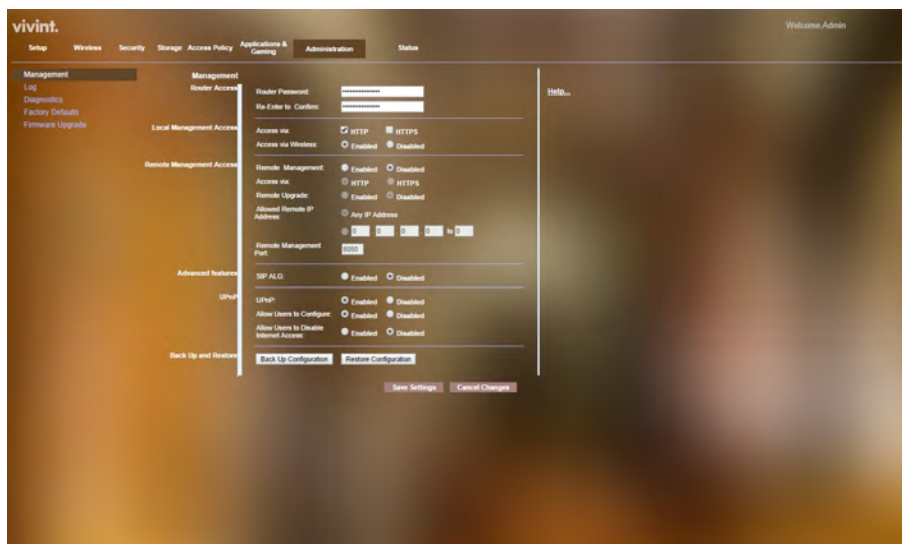 vivint.
Welcome,Admin
Setup Wireless Security Storage Access Policy Applications & Gaming Administration Status
Management
Log
Diagnostics
Factory Defaults
Firmware Upgrade
Management
Router Access
Router Password:
Re-Enter to Confirm:
Help...
Local Management Access
Access via: HTTP HTTPS
Access via Wireless: Enabled Disabled
Remote Management Access
Remote Management: Enabled Disabled
Access via: HTTP HTTPS
Remote Upgrade: Enabled Disabled
Allowed Remote IP
Address: Any IP Address
0 . 0 . 0 . 0 to 0
Remote Management
Port: 8080
Advanced features
SIP ALG: Enabled Disabled
UPnP
UPnP: Enabled Disabled
Allow Users to Configure: Enabled Disabled
Allow Users to Disable
Internet Access: Enabled Disabled
Back Up and Restore
Back Up Configuration Restore Configuration
Save Settings Cancel Changes